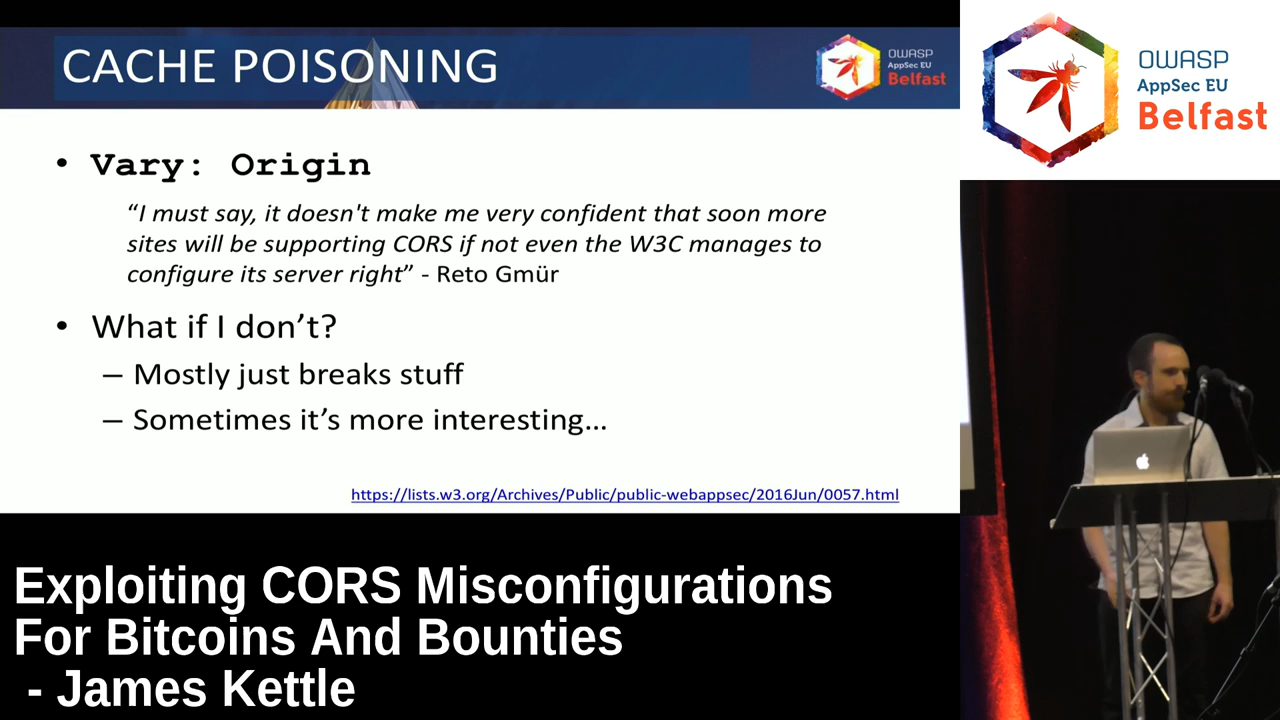 CACHE POISONING
OWASP
AppSec EU
Belfast
• Vary: Origin
“I must say, it doesn't make me very confident that soon more
sites will be supporting CORS if not even the W3C manages to
configure its server right” - Reto Gmür
• What if I don’t?
– Mostly just breaks stuff
– Sometimes it’s more interesting…
https://lists.w3.org/Archives/Public/public-webappsec/2016Jun/0057.html
OWASP
AppSec EU
Belfast
Exploiting CORS Misconfigurations
For Bitcoins And Bounties
- James Kettle